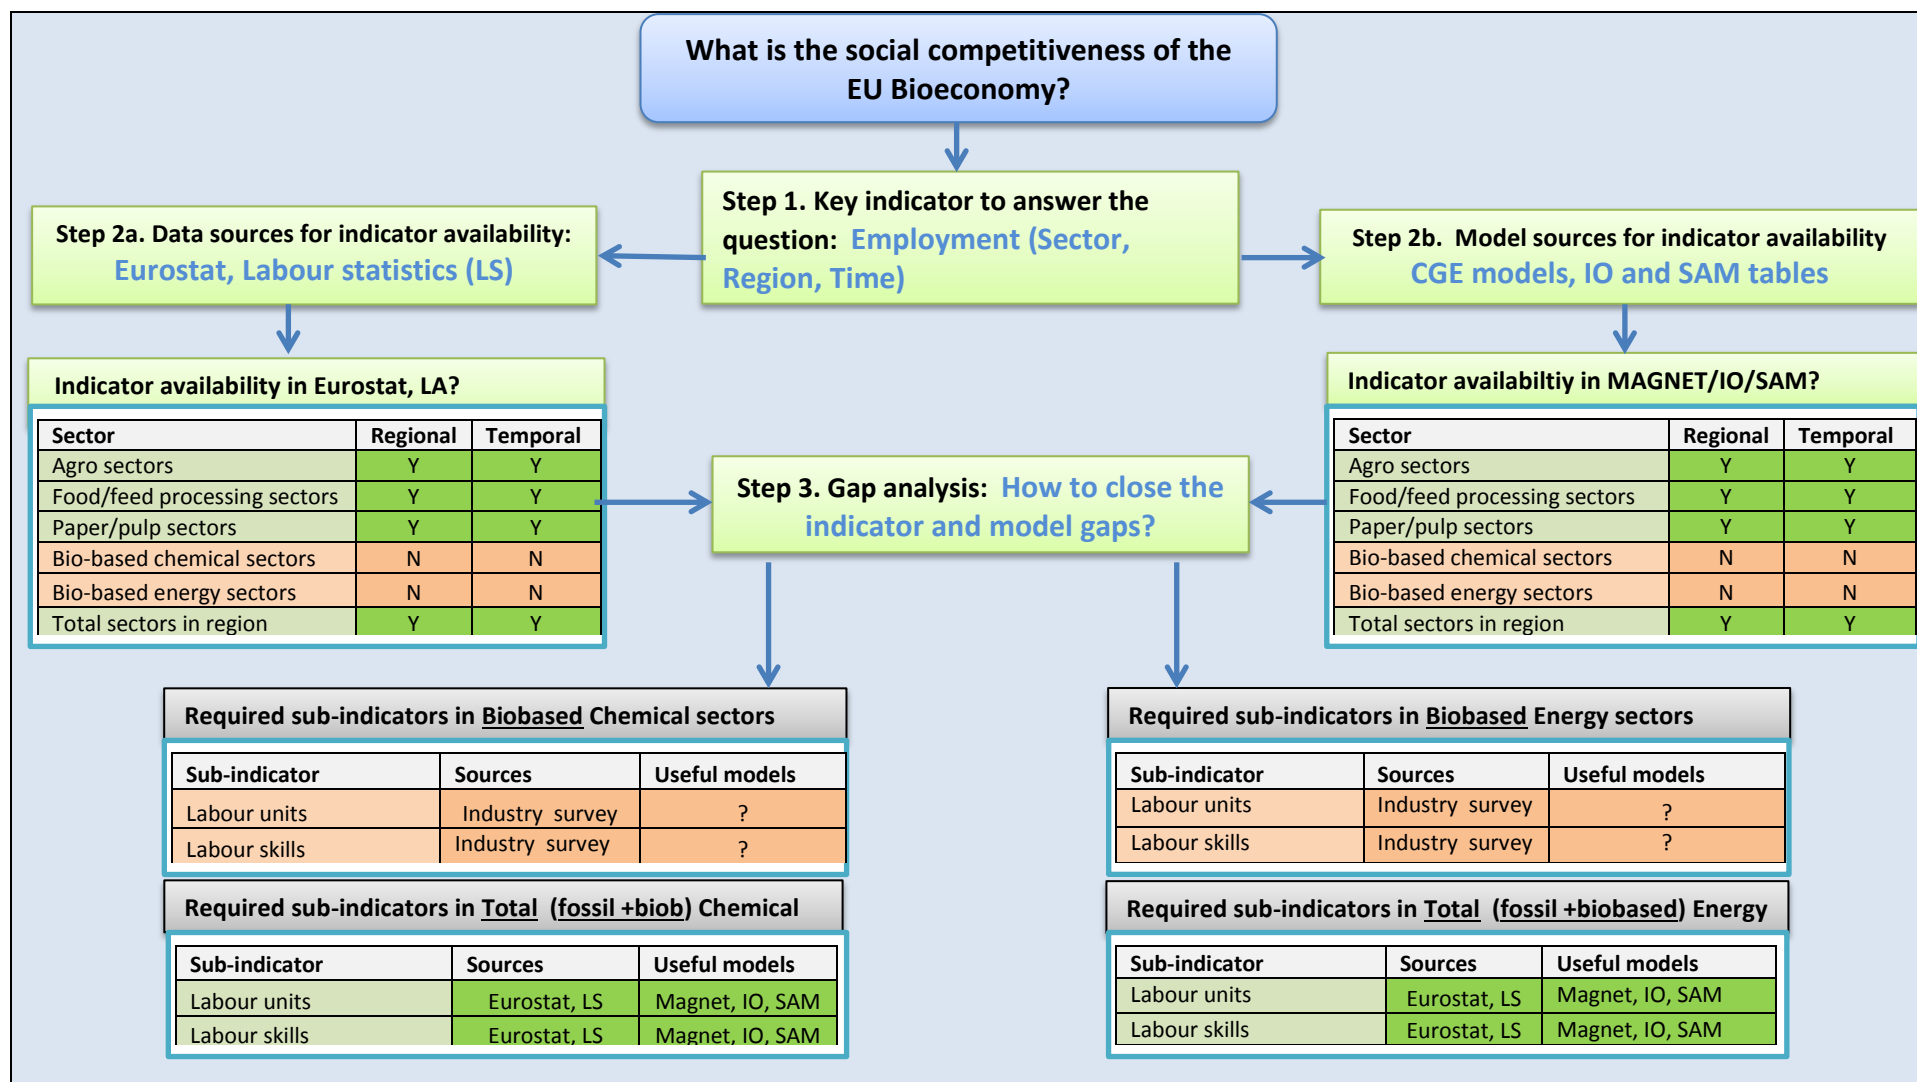 What is the social competitiveness of the
EU Bioeconomy?
Step 1. Key indicator to answer the
question: Employment (Sector,
Region, Time)
Step 2a. Data sources for indicator availability:
Eurostat, Labour statistics (LS)
Step 2b. Model sources for indicator availability
CGE models, IO and SAM tables
Indicator availability in Eurostat, LA?
Sector Regional Temporal
Agro sectors Y Y
Food/feed processing sectors Y Y
Paper/pulp sectors Y Y
Bio-based chemical sectors N N
Bio-based energy sectors N N
Total sectors in region Y Y
Indicator availabiltiy in MAGNET/IO/SAM?
Sector Regional Temporal
Agro sectors Y Y
Food/feed processing sectors Y Y
Paper/pulp sectors Y Y
Bio-based chemical sectors N N
Bio-based energy sectors N N
Total sectors in region Y Y
Step 3. Gap analysis: How to close the
indicator and model gaps?
Required sub-indicators in Biobased Chemical sectors
Sub-indicator Sources Useful models
Labour units Industry survey ?
Labour skills Industry survey ?
Required sub-indicators in Total (fossil +biob) Chemical
Sub-indicator Sources Useful models
Labour units Eurostat, LS Magnet, IO, SAM
Labour skills Eurostat, LS Magnet, IO, SAM
Required sub-indicators in Biobased Energy sectors
Sub-indicator Sources Useful models
Labour units Industry survey ?
Labour skills Industry survey ?
Required sub-indicators in Total (fossil +biobased) Energy
Sub-indicator Sources Useful models
Labour units Eurostat, LS Magnet, IO, SAM
Labour skills Eurostat, LS Magnet, IO, SAM